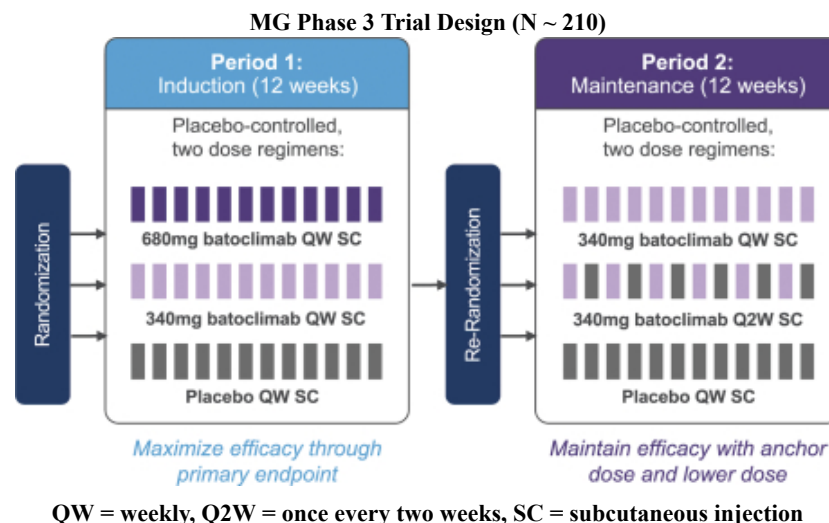 MG Phase 3 Trial Design (N ~ 210)
Randomization
Period 1:
Induction (12 weeks)
Placebo-controlled,
two dose regimens:
680mg batoclimab QW SC
340mg batoclimab QW SC
Placebo QW SC
Maximize efficacy through
primary endpoint
Re-Randomization
Period 2:
Maintenance (12 weeks)
Placebo-controlled,
two dose regimens:
340mg batoclimab QW SC
340mg batoclimab Q2W SC
Placebo QW SC
Maintain efficacy with anchor
dose and lower dose
QW = weekly, Q2W = once every two weeks, SC = subcutaneous injection